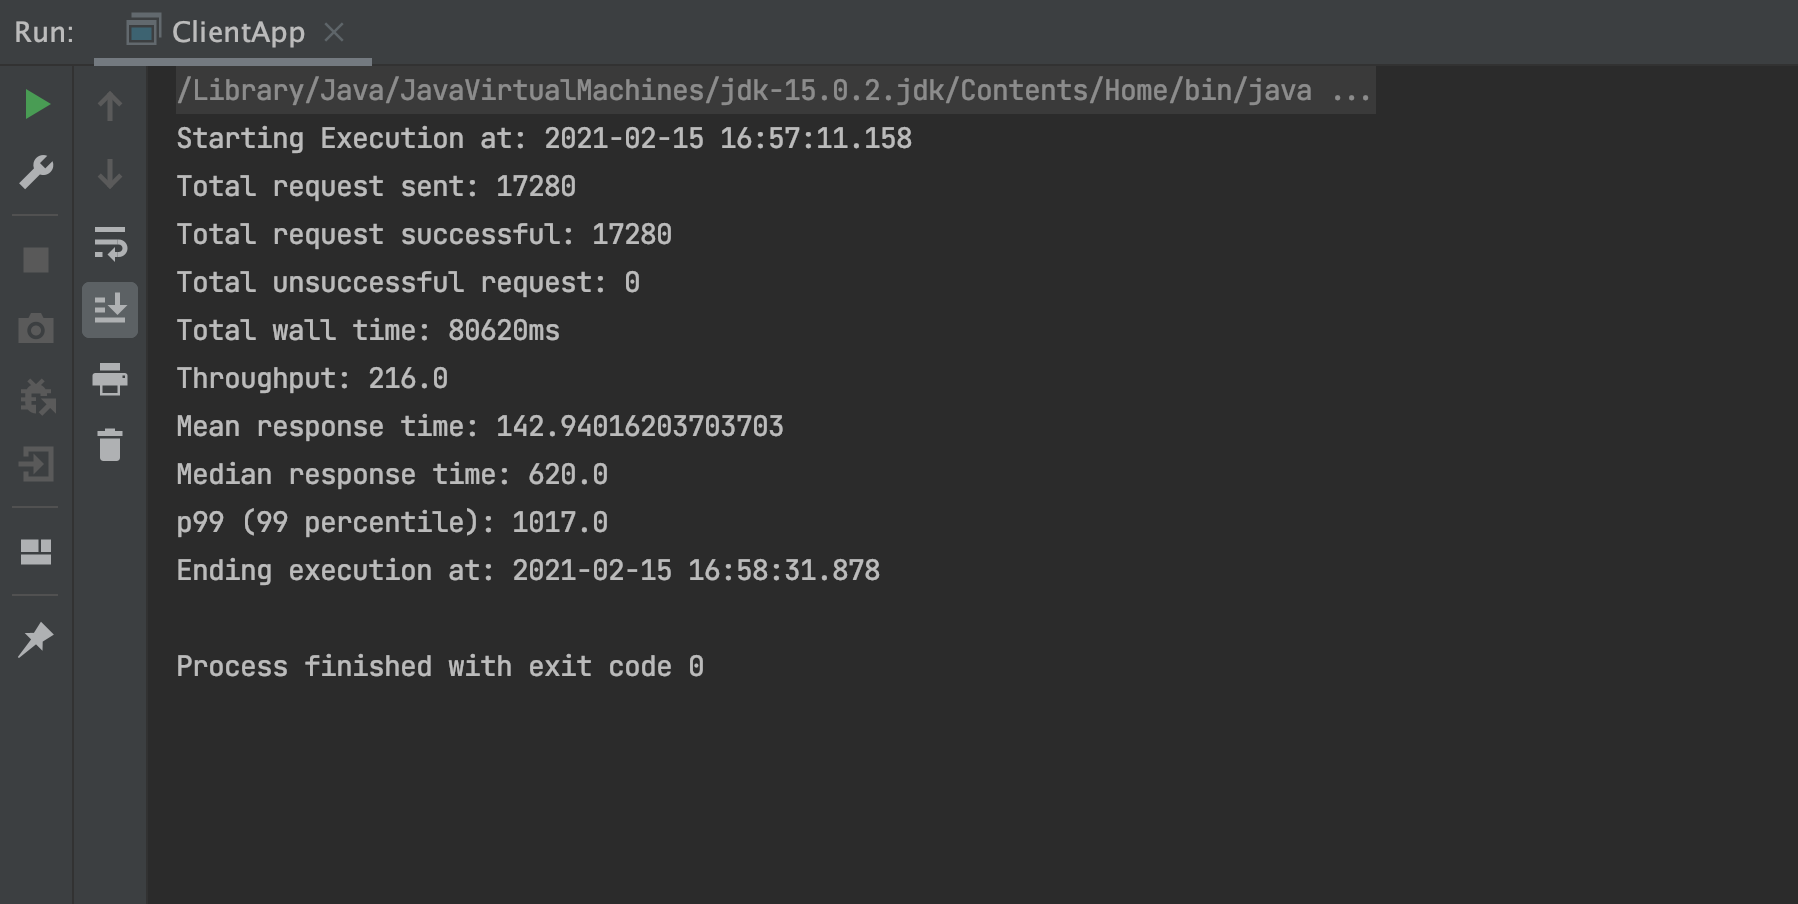 Run: ClientApp
/Library/Java/JavaVirtualMachines/jdk-15.0.2.jdk/Contents/Home/bin/java ...
Starting Execution at: 2021-02-15 16:57:11.158
Total request sent: 17280
Total request successful: 17280
Total unsuccessful request: 0
Total wall time: 80620ms
Throughput: 216.0
Mean response time: 142.94016203703703
Median response time: 620.0
p99 (99 percentile): 1017.0
Ending execution at: 2021-02-15 16:58:31.878
Process finished with exit code 0